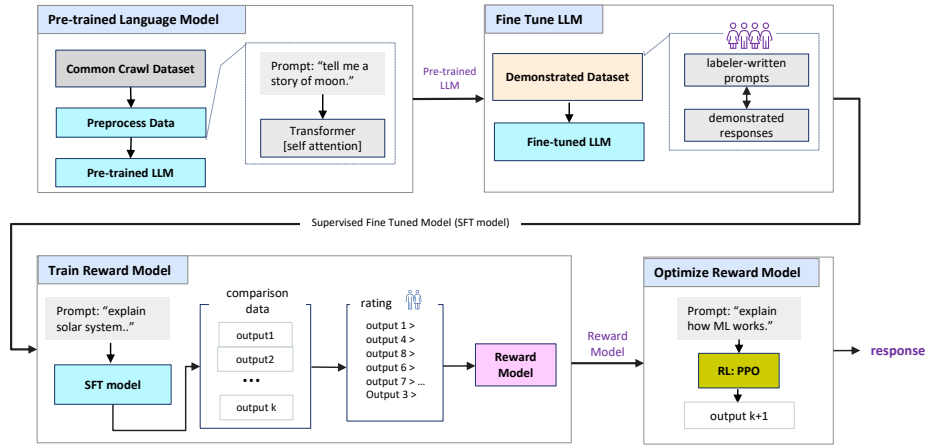 Pre-trained Language Model
Common Crawl Dataset
Preprocess Data
Pre-trained LLM
Prompt: “tell me a
story of moon.”
Transformer
[self attention]
Pre-trained
LLM
Fine Tune LLM
Demonstrated Dataset
Fine-tuned LLM
labeler-written
prompts
demonstrated
responses
Supervised Fine Tuned Model (SFT model)
Train Reward Model
Prompt: “explain
solar system..”
SFT model
comparison
data
output1
output2
...
output k
rating
output 1 >
output 4 >
output 8 >
output 6 >
output 7 > ...
Output 3 >
Reward
Model
Reward
Model
Optimize Reward Model
Prompt: “explain
how ML works.”
RL: PPO
output k+1
response